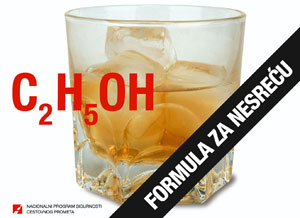 C₂H₅OH
FORMULA ZA NESREĆU
NACIONALNI PROGRAM SIGURNOSTI
CESTOVNOG PROMETA